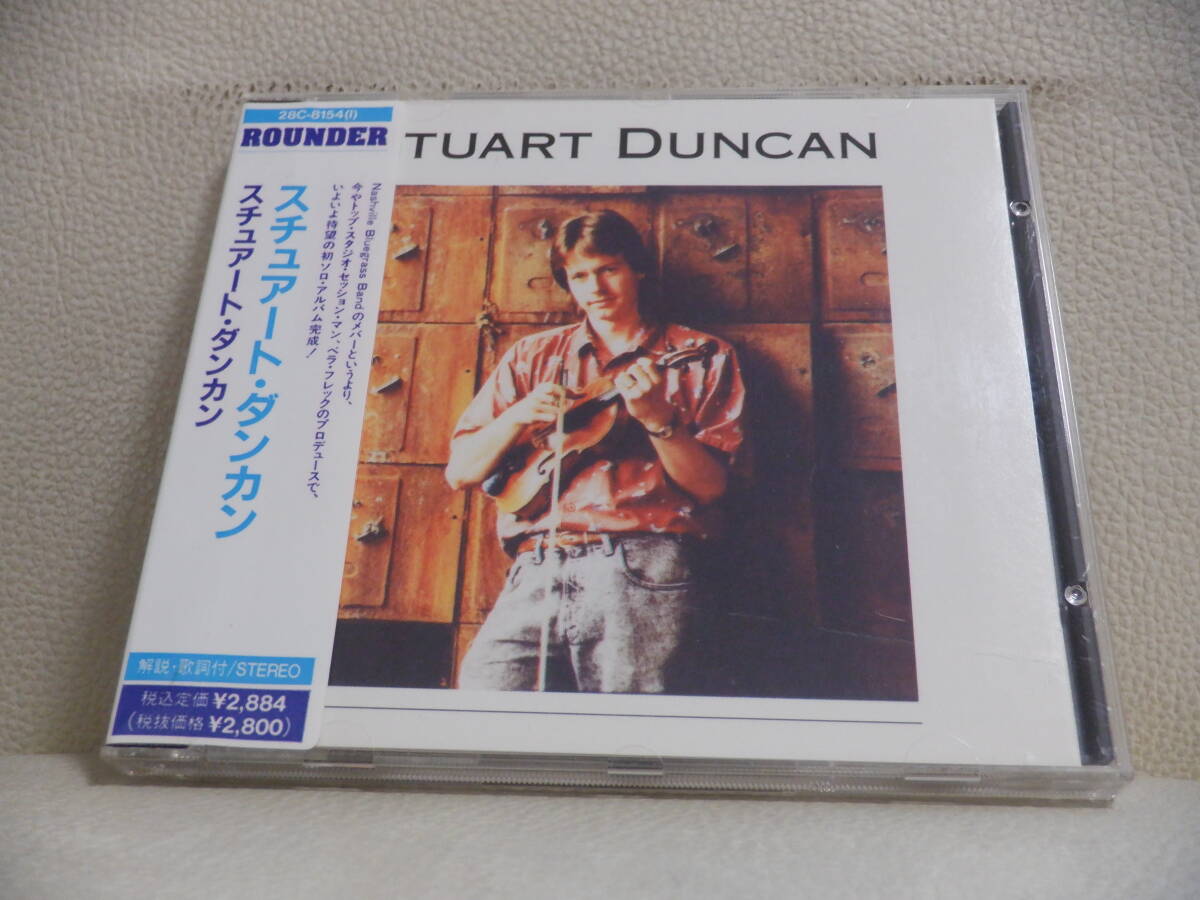 28C-8154(I)
ROUNDER
TUART DUNCAN
Nashville Bluegrass Bandのメバーというより、
今やトップ・スタジオ・セッション・マン、ベラ・フレックのプロデュースで、
いよいよ待望の初ソロ・アルバム完成!
スチュアート・ダンカン
スチュアート・ダンカン
解説・歌詞付/STEREO
税込定価¥2,884
(税抜価格¥2,800)